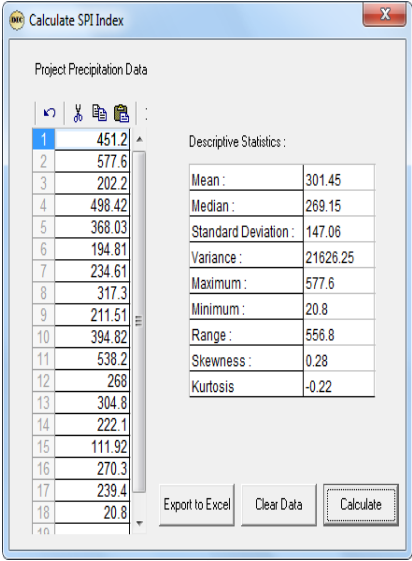 DIC Calculate SPI Index X
Project Precipitation Data
1 451.2
2 577.6
3 202.2
4 498.42
5 368.03
6 194.81
7 234.61
8 317.3
9 211.51
10 394.82
11 538.2
12 268
13 304.8
14 222.1
15 111.92
16 270.3
17 239.4
18 20.8
19
Descriptive Statistics :
Mean : 301.45
Median : 269.15
Standard Deviation : 147.06
Variance : 21626.25
Maximum : 577.6
Minimum : 20.8
Range : 556.8
Skewness : 0.28
Kurtosis -0.22
Export to Excel Clear Data Calculate